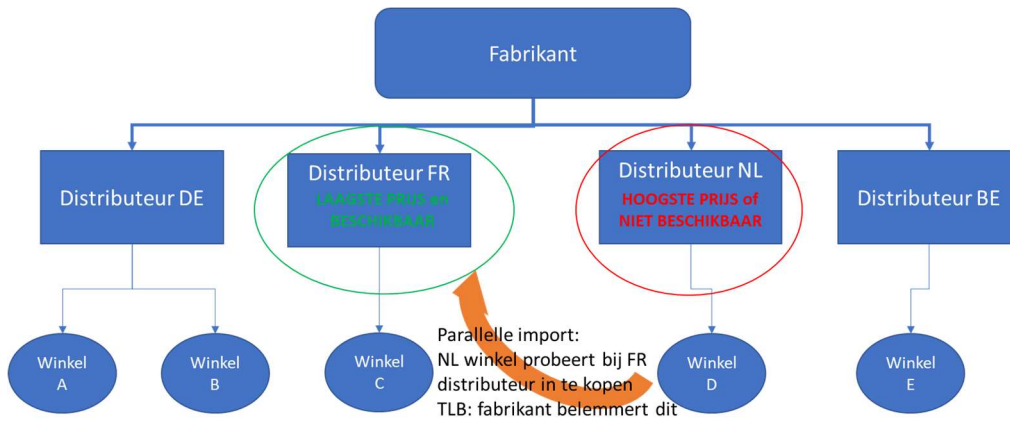 Fabrikant
Distributeur DE
Distributeur FR
LAAGSTE PRIJS en
BESCHIKBAAR
Distributeur NL
HOOGSTE PRIJS of
NIET BESCHIKBAAR
Distributeur BE
Winkel
A
Winkel
B
Winkel
C
Parallelle import:
NL winkel probeert bij FR
distributeur in te kopen
TLB: fabrikant belemmert dit
Winkel
D
Winkel
E